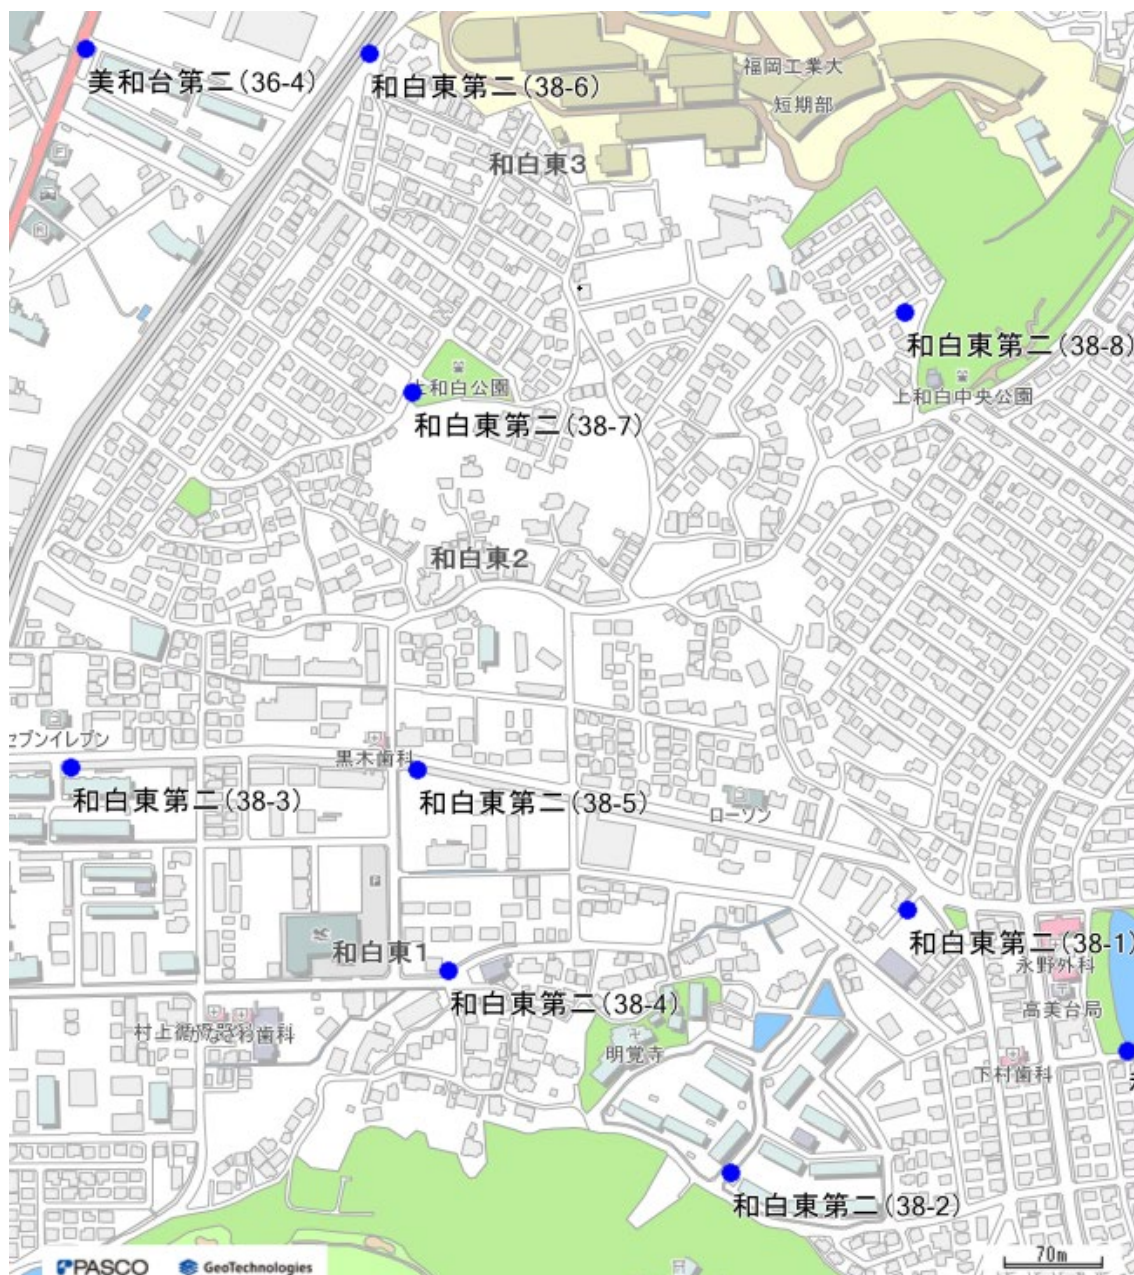 美和台第二(36-4)
和白東第二(38-6)
福岡工業大
短期部
和白東3
和白東第二(38-8)
上和白公園
上和白中央公園
和白東第二(38-7)
和白東2
セブンイレブン
黒木歯科
和白東第二(38-3)
和白東第二(38-5)
ローソン
和白東1
和白東第二(38-1)
永野外科
和白東第二(38-4)
高美台局
明覚寺
下村歯科
和白東第二(38-2)
70m
PASCO
GeoTechnologies